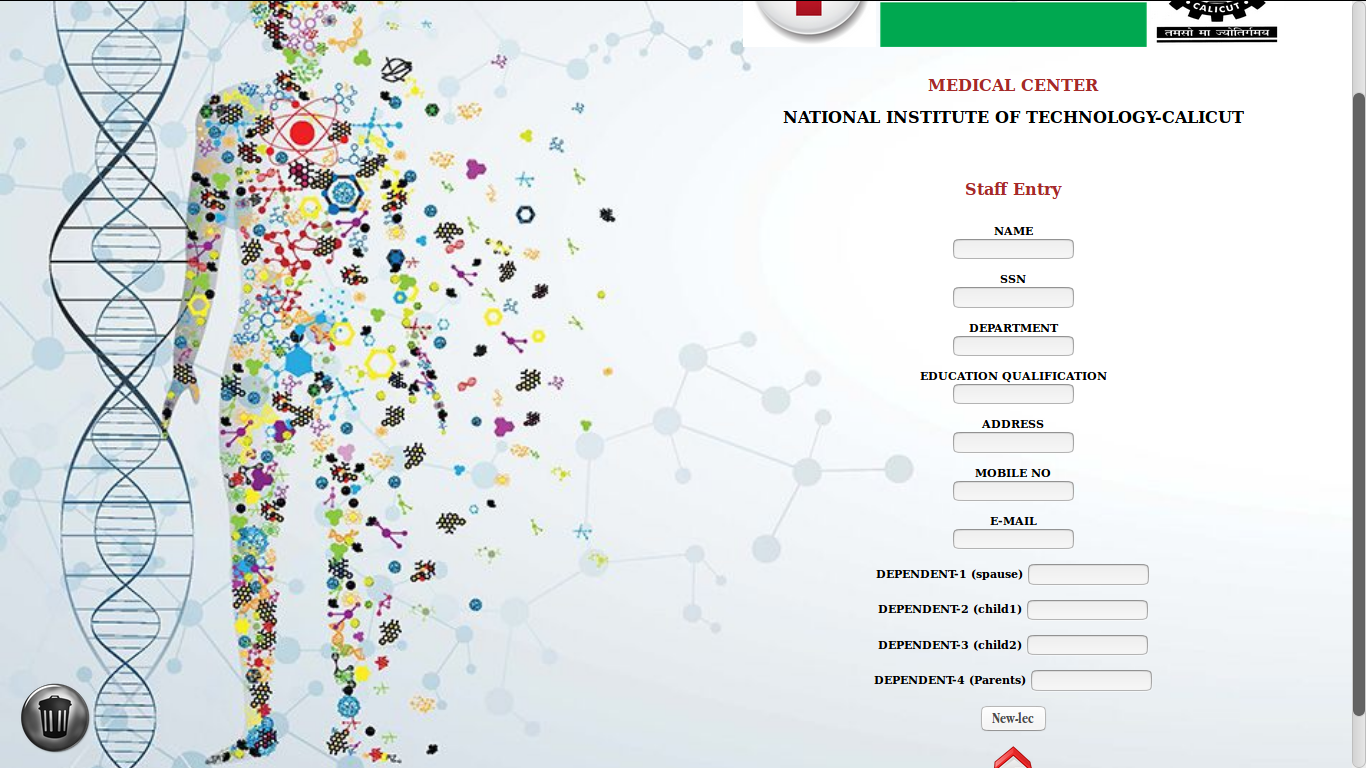 CALICUT
तमसो मा ज्योतिर्गमय
MEDICAL CENTER
NATIONAL INSTITUTE OF TECHNOLOGY-CALICUT
Staff Entry
NAME
SSN
DEPARTMENT
EDUCATION QUALIFICATION
ADDRESS
MOBILE NO
E-MAIL
DEPENDENT-1 (spause)
DEPENDENT-2 (child1)
DEPENDENT-3 (child2)
DEPENDENT-4 (Parents)
New-lec